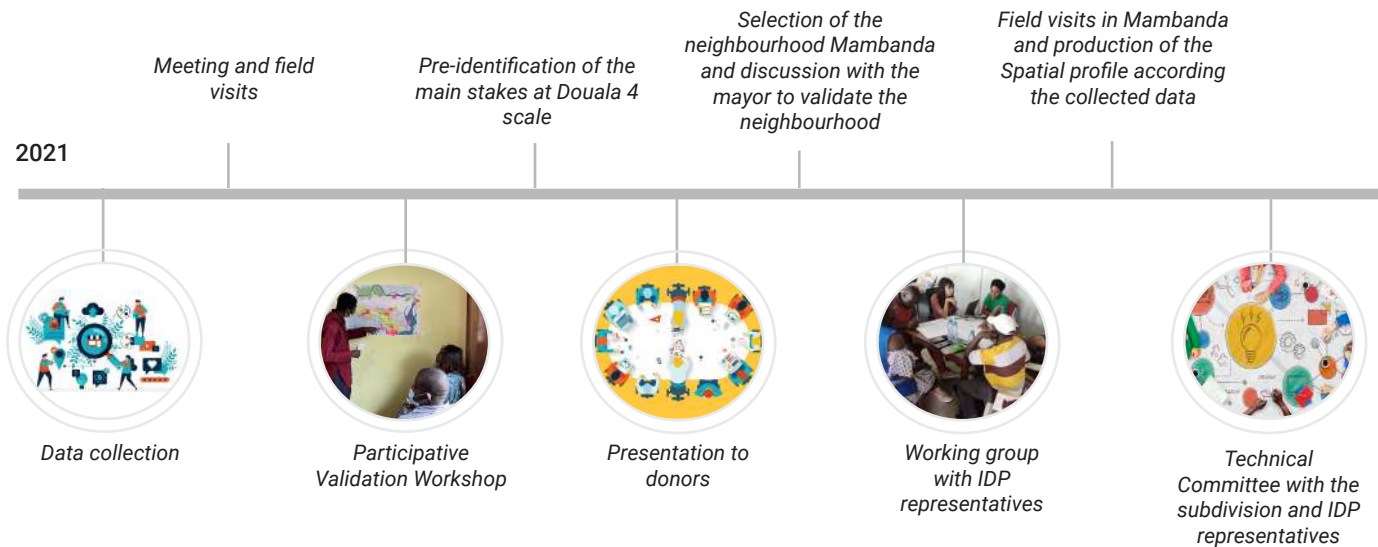 Meeting and field
visits
Pre-identification of the
main stakes at Douala 4
scale
Selection of the
neighbourhood Mambanda
and discussion with the
mayor to validate the
neighbourhood
Field visits in Mambanda
and production of the
Spatial profile according
the collected data
2021
Data collection
Participative
Validation Workshop
Presentation to
donors
Working group
with IDP
representatives
Technical
Committee with the
subdivision and IDP
representatives